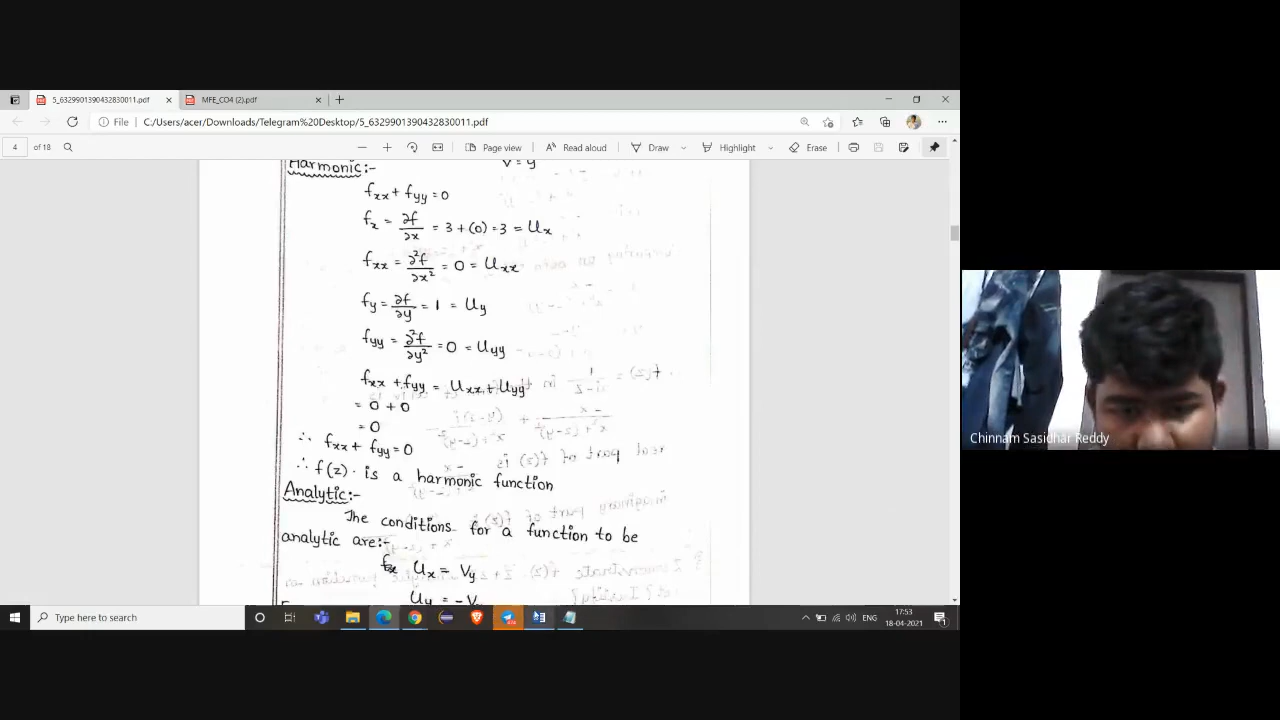 5_6329901390432830011.pdf
MFE_CO4 (2).pdf
File
C:/Users/acer/Downloads/Telegram%20Desktop/5_6329901390432830011.pdf
4 of 18
Page view
Read aloud
Draw
Highlight
Erase
Harmonic:-
V = y
fxx + fyy = 0
fx = ∂f/∂x = 3 + (0) = 3 = Ux
fxx = ∂²f/∂x² = 0 = Uxx
fy = ∂f/∂y = 1 = Uy
fyy = ∂²f/∂y² = 0 = Uyy
fxx + fyy = Uxx + Uyy
= 0 + 0
= 0
∴ fxx + fyy = 0
∴ f(z) is a harmonic function
Analytic:-
The conditions for a function to be
analytic are:-
Ux = Vy
Chinnam Sasidhar Reddy
Type here to search
ENG
17:53
18-04-2021